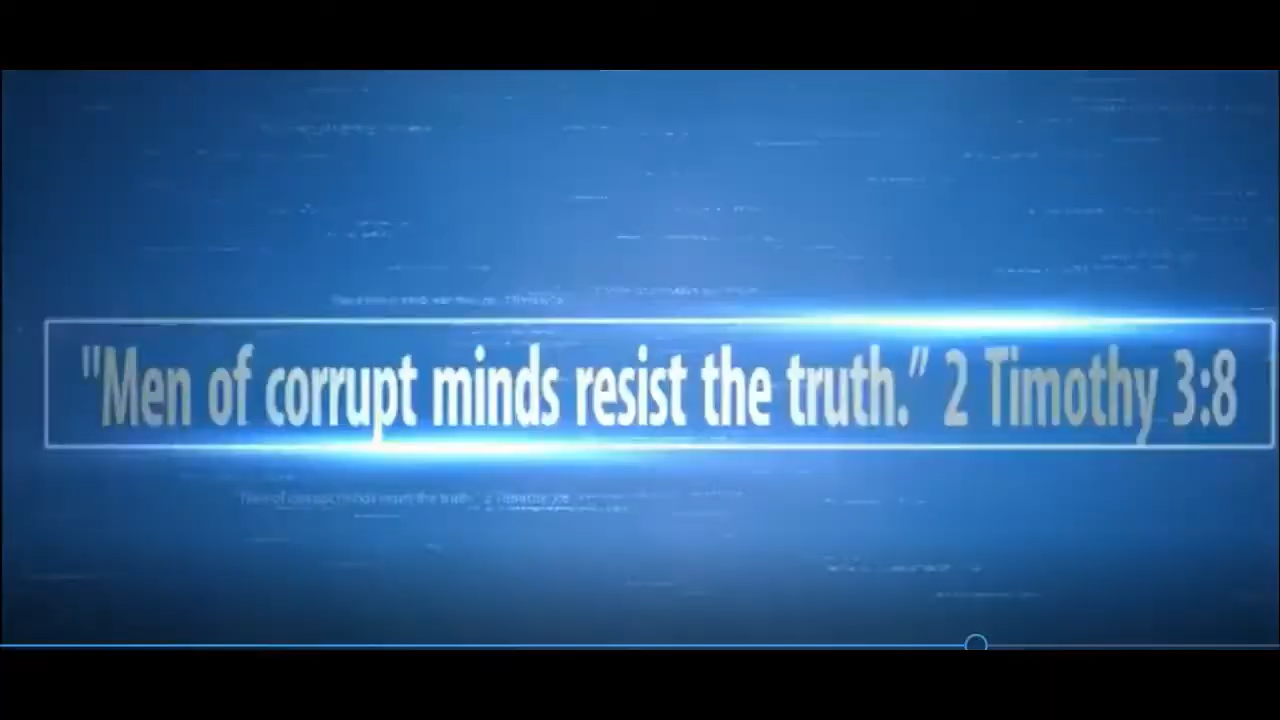 "Men of corrupt minds resist the truth.” 2 Timothy 3:8